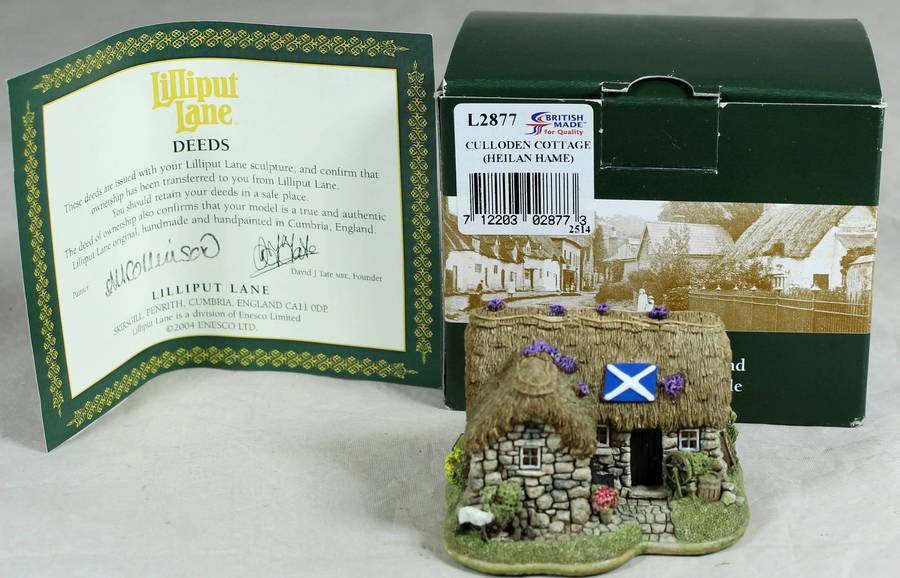 Lilliput
Lane
DEEDS
These deeds are issued with your Lilliput Lane sculpture, and confirm that
ownership has been transferred to you from Lilliput Lane.
You should retain your deeds in a safe place.
The deed of ownership also confirms that your model is a true and authentic
Lilliput Lane original, handmade and handpainted in Cumbria, England.
Painter
David J Tate MBE, Founder
LILLIPUT LANE
SKIRSGILL, PENRITH, CUMBRIA, ENGLAND CA11 0DP.
Lilliput Lane is a division of Enesco Limited
©2004 ENESCO LTD.
L2877 BRITISH
MADE
for Quality
CULLODEN COTTAGE
(HEILAN HAME)
7 12203 02877 3
2514